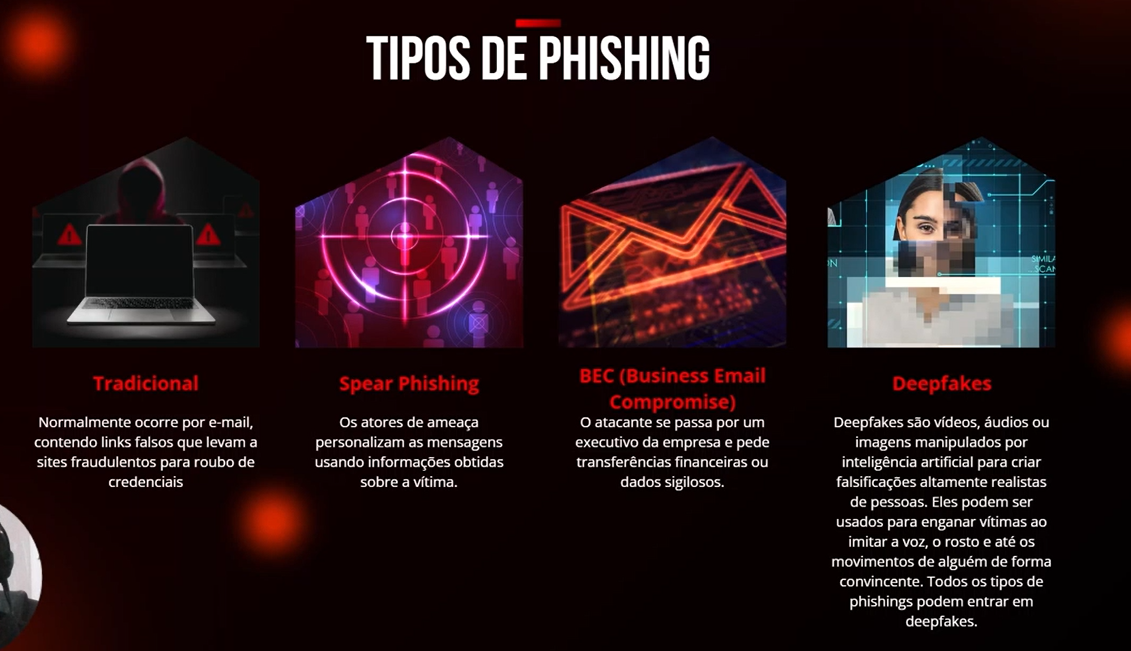 TIPOS DE PHISHING
Tradicional
Normalmente ocorre por e-mail,
contendo links falsos que levam a
sites fraudulentos para roubo de
credenciais
Spear Phishing
Os atores de ameaça
personalizam as mensagens
usando informações obtidas
sobre a vítima.
BEC (Business Email
Compromise)
O atacante se passa por um
executivo da empresa e pede
transferências financeiras ou
dados sigilosos.
SIMILA
SCAN
Deepfakes
Deepfakes são vídeos, áudios ou
imagens manipulados por
inteligência artificial para criar
falsificações altamente realistas
de pessoas. Eles podem ser
usados para enganar vítimas ao
imitar a voz, o rosto e até os
movimentos de alguém de forma
convincente. Todos os tipos de
phishings podem entrar em
deepfakes.